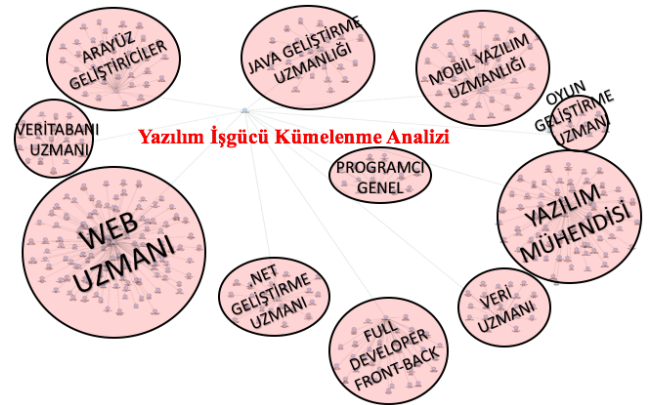 ARAYÜZ
GELİŞTİRİCİLER
JAVA GELİŞTİRME
UZMANLIĞI
MOBİL YAZILIM
UZMANLIĞI
OYUN
GELİŞTİRME
UZMANI
VERİTABANI
UZMANI
Yazılım İşgücü Kümelenme Analizi
PROGRAMCI
GENEL
WEB
UZMANI
YAZILIM
MÜHENDİSİ
.NET
GELİŞTİRME
UZMANI
VERİ
UZMANI
FULL
DEVELOPER
FRONT-BACK